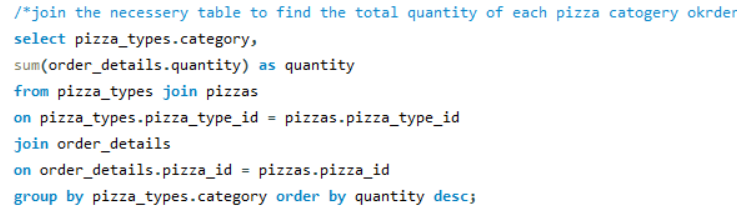 /*join the necessery table to find the total quantity of each pizza catogery okrder
select pizza_types.category,
sum(order_details.quantity) as quantity
from pizza_types join pizzas
on pizza_types.pizza_type_id = pizzas.pizza_type_id
join order_details
on order_details.pizza_id = pizzas.pizza_id
group by pizza_types.category order by quantity desc;